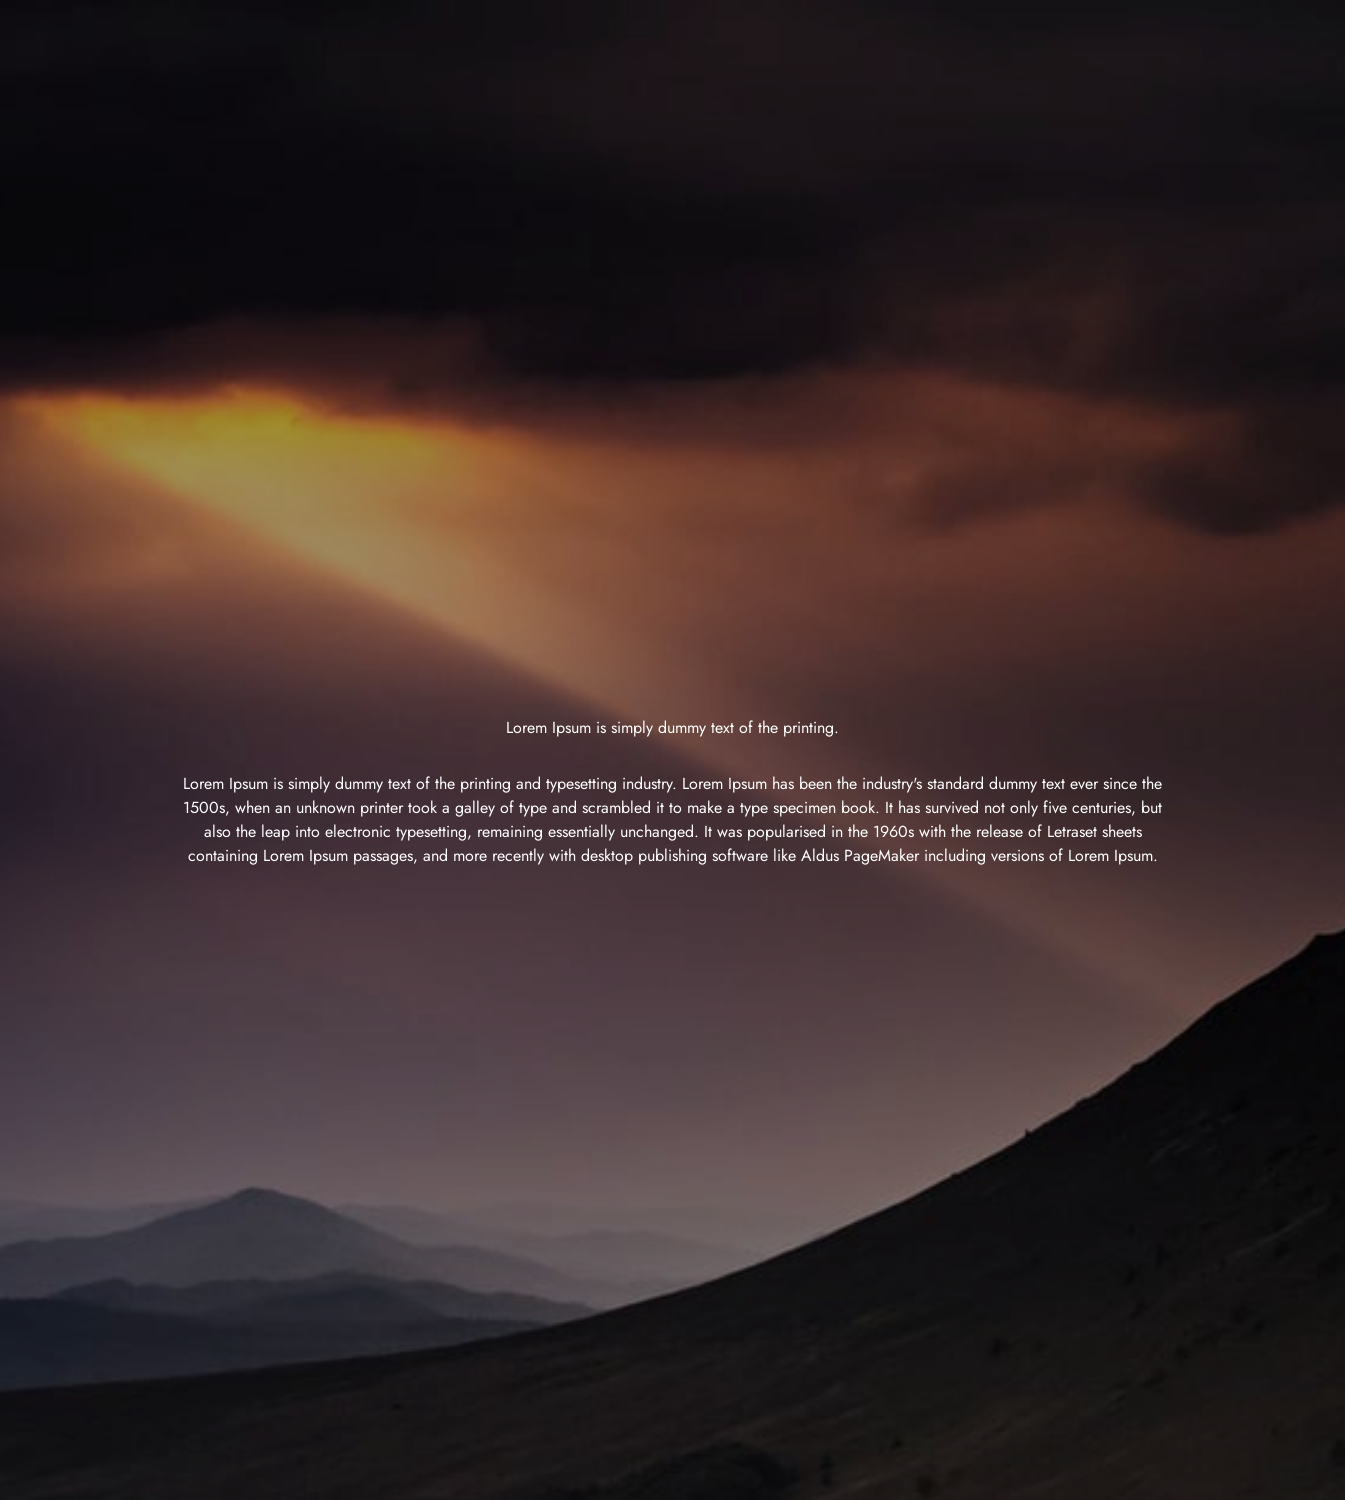 Lorem Ipsum is simply dummy text of the printing.
Lorem Ipsum is simply dummy text of the printing and typesetting industry. Lorem Ipsum has been the industry's standard dummy text ever since the
1500s, when an unknown printer took a galley of type and scrambled it to make a type specimen book. It has survived not only five centuries, but
also the leap into electronic typesetting, remaining essentially unchanged. It was popularised in the 1960s with the release of Letraset sheets
containing Lorem Ipsum passages, and more recently with desktop publishing software like Aldus PageMaker including versions of Lorem Ipsum.